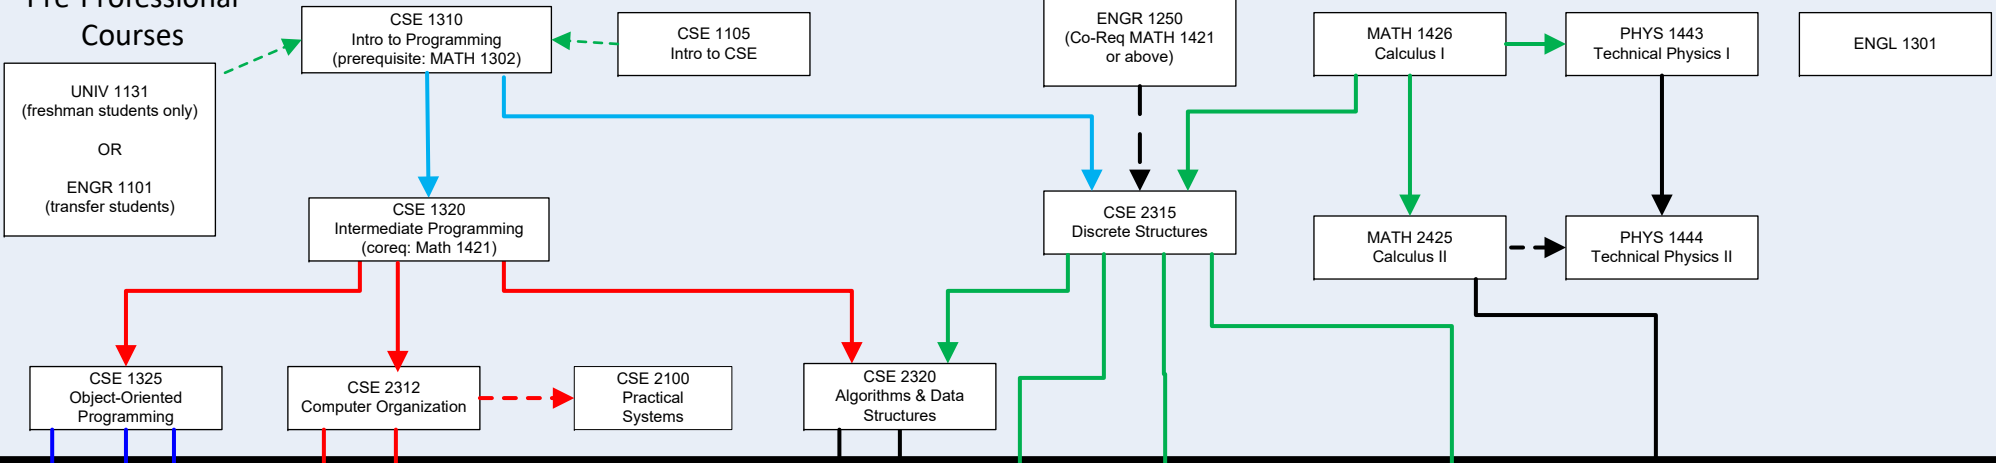 Pre-Professional
Courses
CSE 1310
Intro to Programming
(prerequisite: MATH 1302)
CSE 1105
Intro to CSE
ENGR 1250
(Co-Req MATH 1421
or above)
MATH 1426
Calculus I
PHYS 1443
Technical Physics I
ENGL 1301
UNIV 1131
(freshman students only)
OR
ENGR 1101
(transfer students)
CSE 1320
Intermediate Programming
(coreq: Math 1421)
CSE 2315
Discrete Structures
MATH 2425
Calculus II
PHYS 1444
Technical Physics II
CSE 1325
Object-Oriented
Programming
CSE 2312
Computer Organization
CSE 2100
Practical
Systems
CSE 2320
Algorithms & Data
Structures